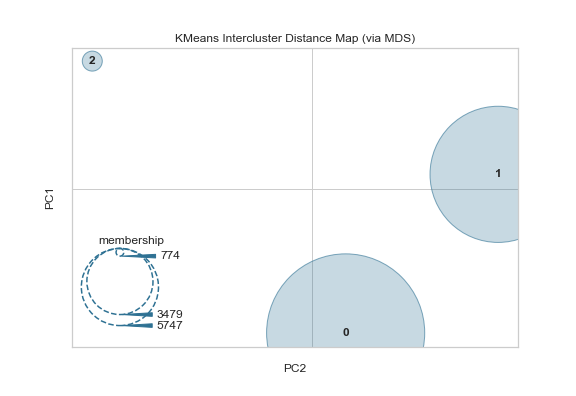 KMeans Intercluster Distance Map (via MDS)
2
1
PC1
membership
774
3479
5747
0
PC2